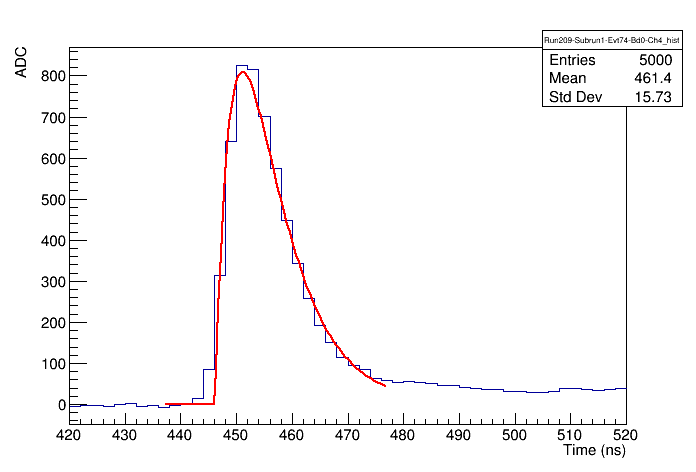 Run209-Subrun1-Evt74-Bd0-Ch4_hist
Entries 5000
Mean 461.4
Std Dev 15.73
ADC
800
700
600
500
400
300
200
100
0
420 430 440 450 460 470 480 490 500 510 520
Time (ns)